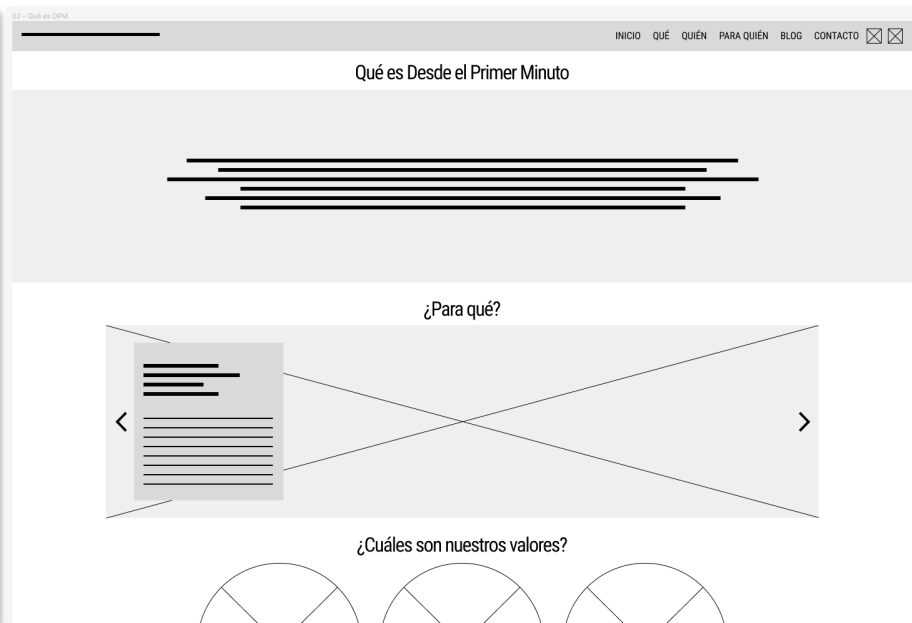 02 - Qué es DPM
INICIO QUÉ QUIÉN PARA QUIÉN BLOG CONTACTO
Qué es Desde el Primer Minuto
¿Para qué?
¿Cuáles son nuestros valores?